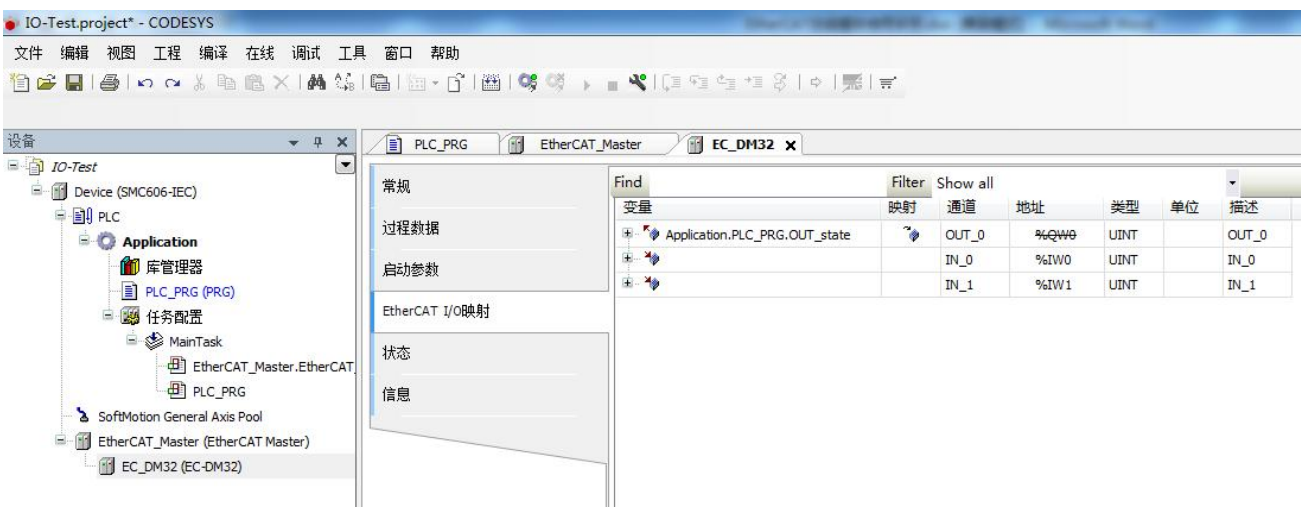 IO-Test.project* - CODESYS
文件 编辑 视图 工程 编译 在线 调试 工具 窗口 帮助
设备
IO-Test
Device (SMC606-IEC)
PLC
Application
库管理器
PLC_PRG (PRG)
任务配置
MainTask
EtherCAT_Master.EtherCAT_
PLC_PRG
SoftMotion General Axis Pool
EtherCAT_Master (EtherCAT Master)
EC_DM32 (EC-DM32)
PLC_PRG EtherCAT_Master EC_DM32
常规
过程数据
启动参数
EtherCAT I/O映射
状态
信息
Find Filter Show all
变量 映射 通道 地址 类型 单位 描述
Application.PLC_PRG.OUT_state OUT_0 %QW0 UINT OUT_0
IN_0 %IW0 UINT IN_0
IN_1 %IW1 UINT IN_1